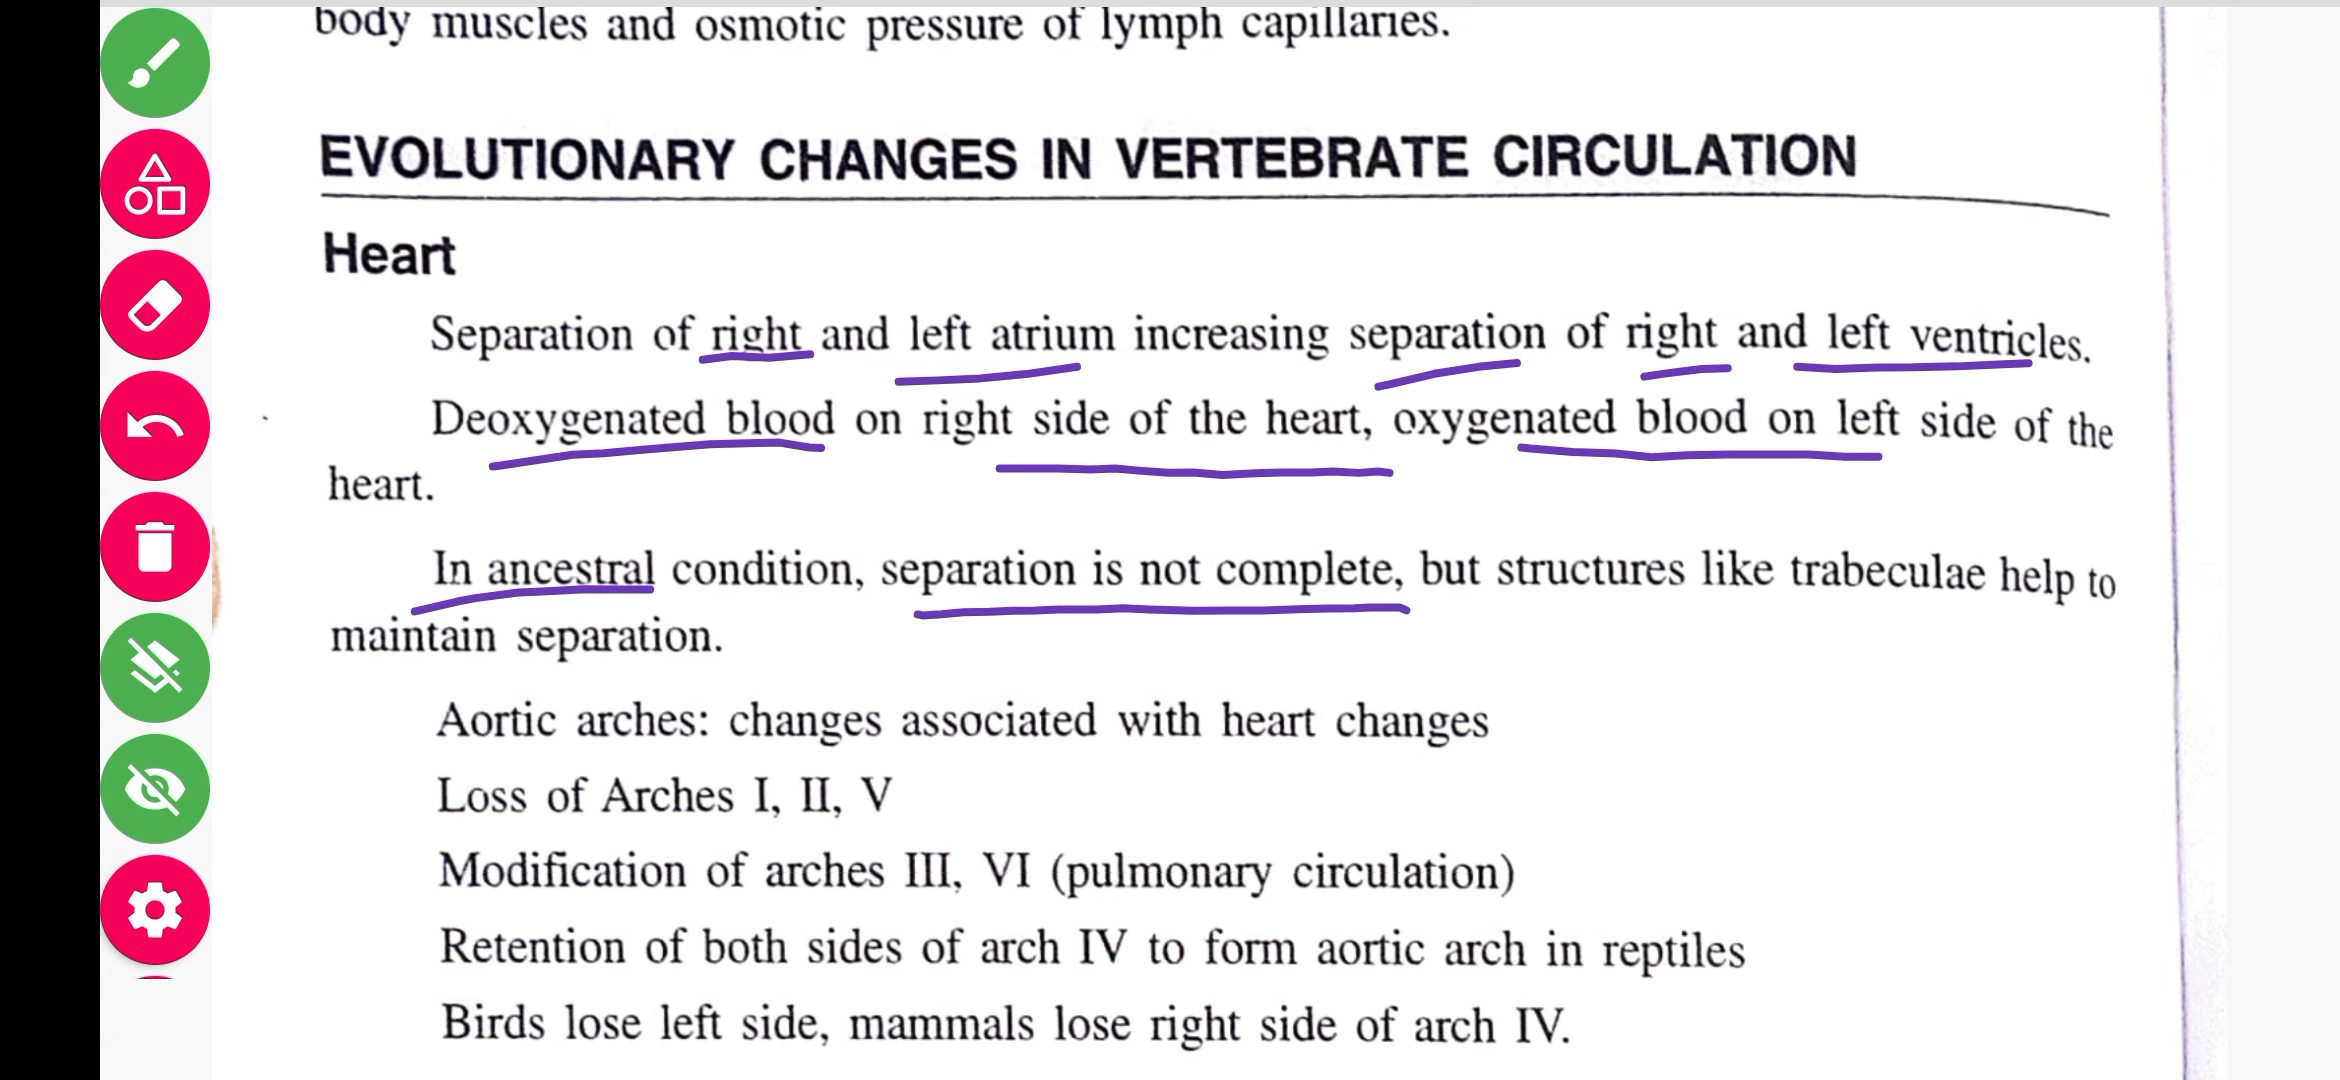 body muscles and osmotic pressure of lymph capillaries.
EVOLUTIONARY CHANGES IN VERTEBRATE CIRCULATION
Heart
Separation of right and left atrium increasing separation of right and left ventricles.
Deoxygenated blood on right side of the heart, oxygenated blood on left side of the
heart.
In ancestral condition, separation is not complete, but structures like trabeculae help to
maintain separation.
Aortic arches: changes associated with heart changes
Loss of Arches I, II, V
Modification of arches III, VI (pulmonary circulation)
Retention of both sides of arch IV to form aortic arch in reptiles
Birds lose left side, mammals lose right side of arch IV.